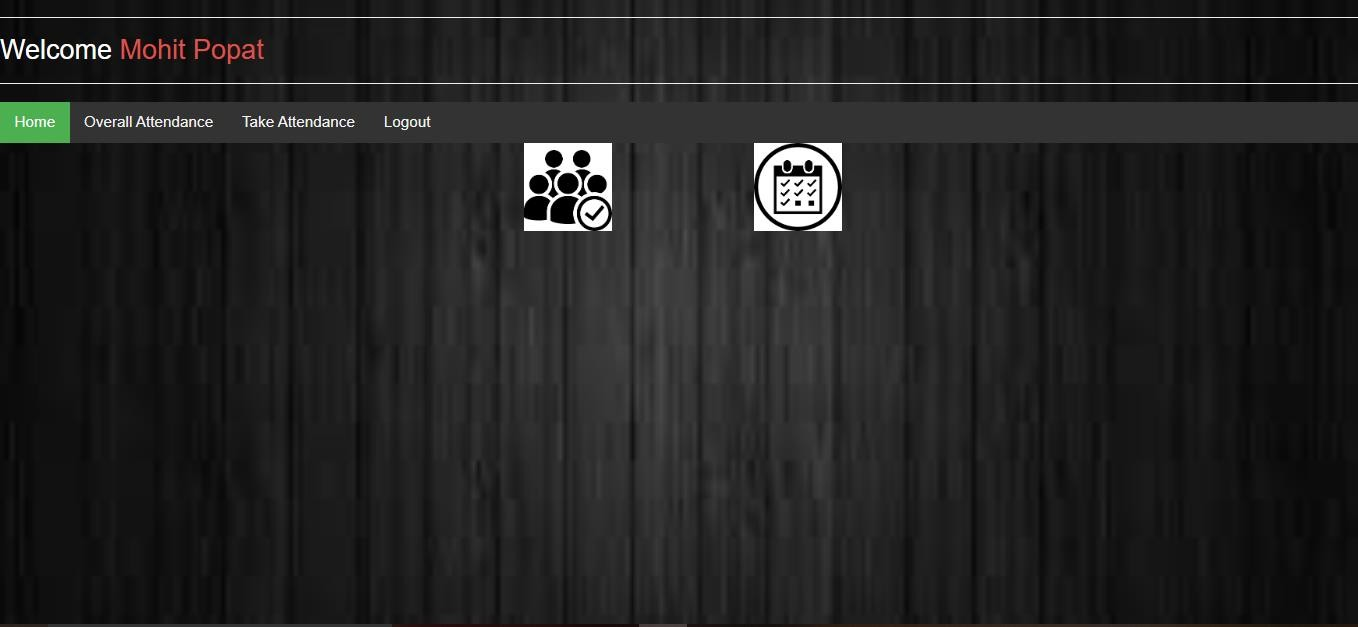 Welcome Mohit Popat
Home Overall Attendance Take Attendance Logout